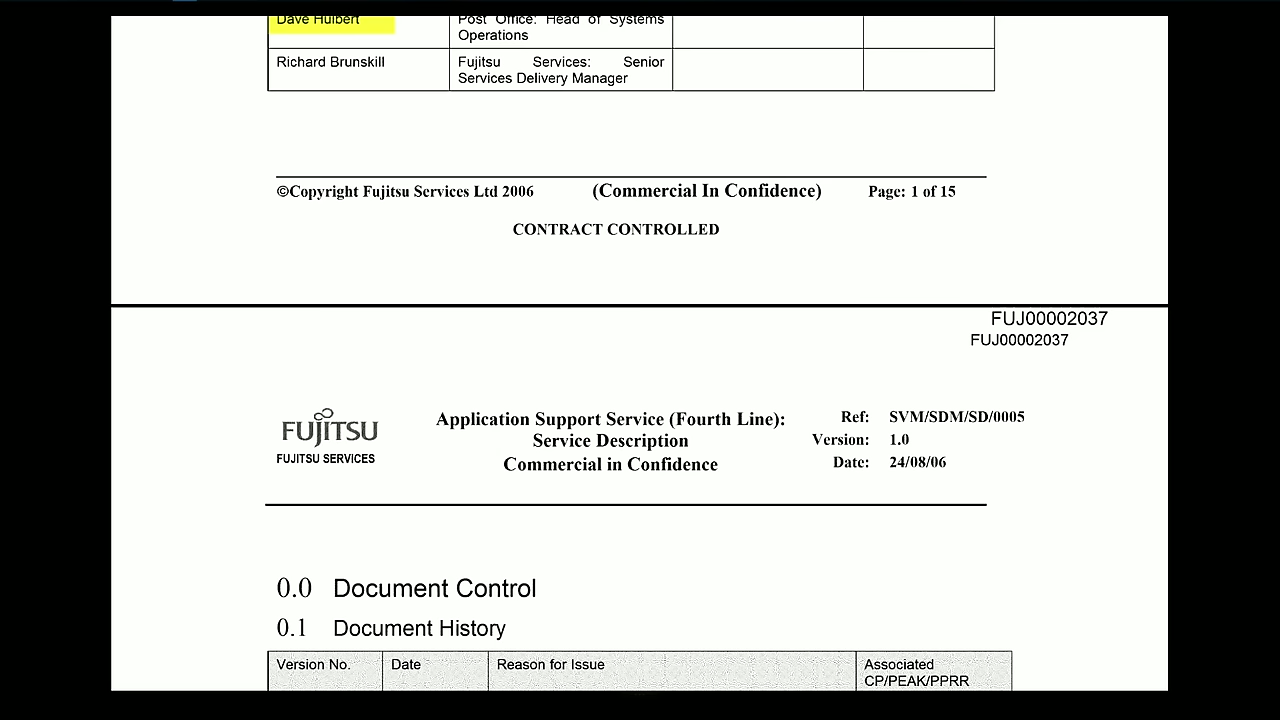 Dave Hulbert
Post Office: Head of Systems
Operations
Richard Brunskill
Fujitsu Services: Senior
Services Delivery Manager
©Copyright Fujitsu Services Ltd 2006 (Commercial In Confidence) Page: 1 of 15
CONTRACT CONTROLLED
FUJ00002037
FUJ00002037
FUJITSU
FUJITSU SERVICES
Application Support Service (Fourth Line):
Service Description
Commercial in Confidence
Ref: SVM/SDM/SD/0005
Version: 1.0
Date: 24/08/06
0.0 Document Control
0.1 Document History
Version No. Date Reason for Issue Associated
CP/PEAK/PPRR